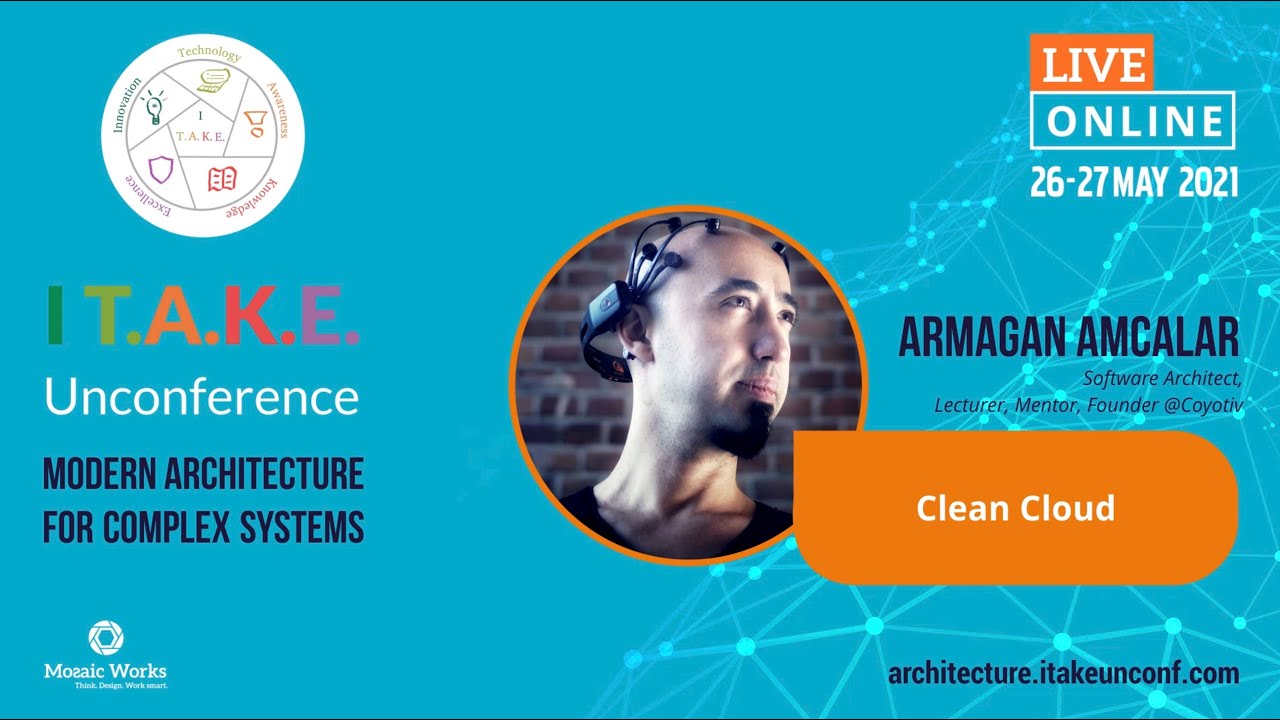 Technology
Innovation
Awareness
I
T.A.K.E.
Excellence
Knowledge
I T.A.K.E.
Unconference
MODERN ARCHITECTURE
FOR COMPLEX SYSTEMS
Mozaic Works
Think. Design. Work smart.
LIVE
ONLINE
26-27 MAY 2021
ARMAGAN AMCALAR
Software Architect,
Lecturer, Mentor, Founder @Coyotiv
Clean Cloud
architecture.itakeunconf.com